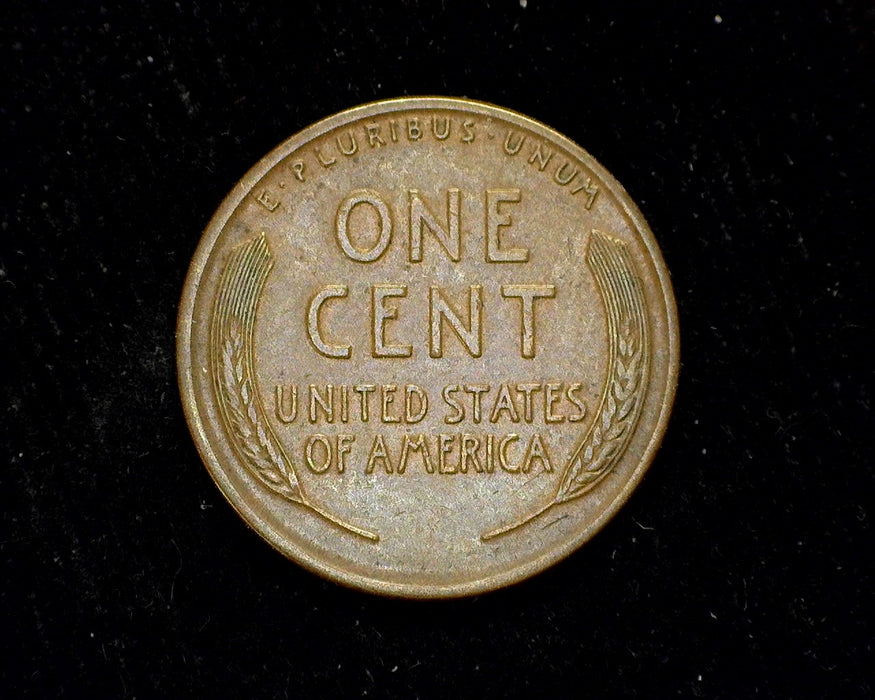 E · PLURIBUS · UNUM
ONE
CENT
UNITED STATES
OF AMERICA